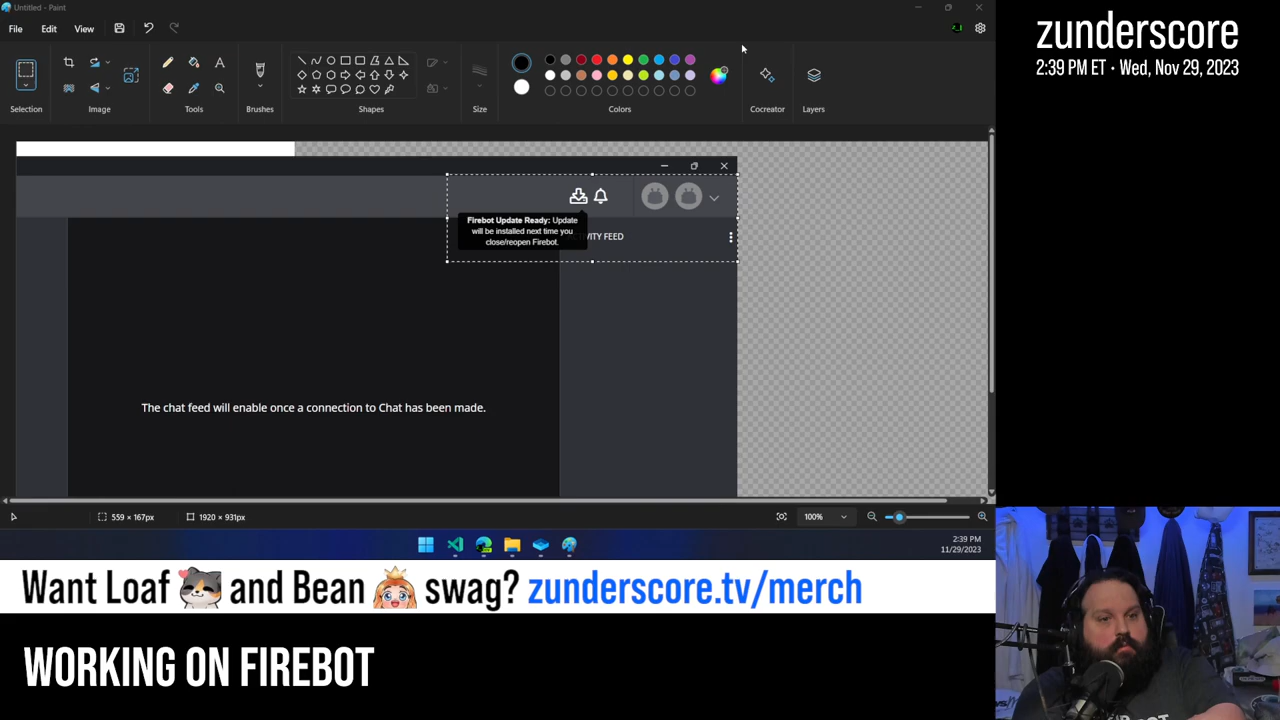 Untitled - Paint
File Edit View
Image
Selection
Tools
Brushes
Shapes
Size
Colors
Cocreator
Layers
Firebot Update Ready: Update
will be installed next time you
close/reopen Firebot.
TIVITY FEED
The chat feed will enable once a connection to Chat has been made.
559 × 167px
1920 × 931px
100%
2:39 PM
11/29/2023
zunderscore
2:39 PM ET · Wed, Nov 29, 2023
Want Loaf and Bean swag? zunderscore.tv/merch
WORKING ON FIREBOT